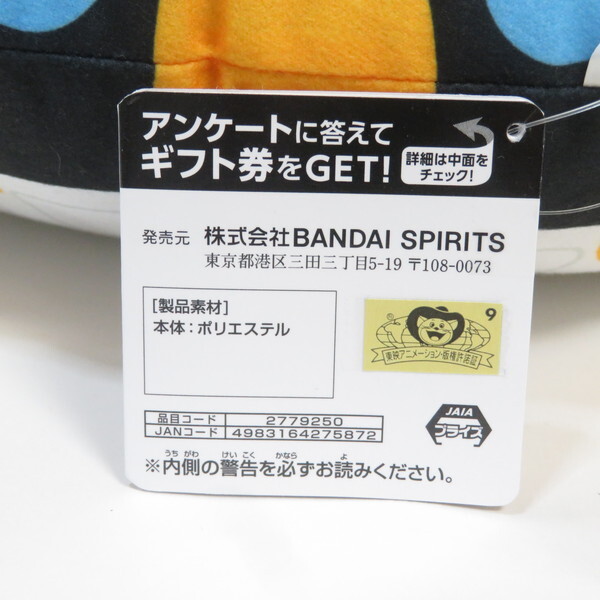 アンケートに答えて
ギフト券をGET!
詳細は中面を
チェック!
発売元 株式会社BANDAI SPIRITS
東京都港区三田三丁目5-19 〒108-0073
[製品素材]
本体:ポリエステル
9
東映アニメーション・版権許諾証
品目コード 2779250
JANコード 4983164275872
JAIA
プライズ
うち がわ けい こく かなら よ
※内側の警告を必ずお読みください。